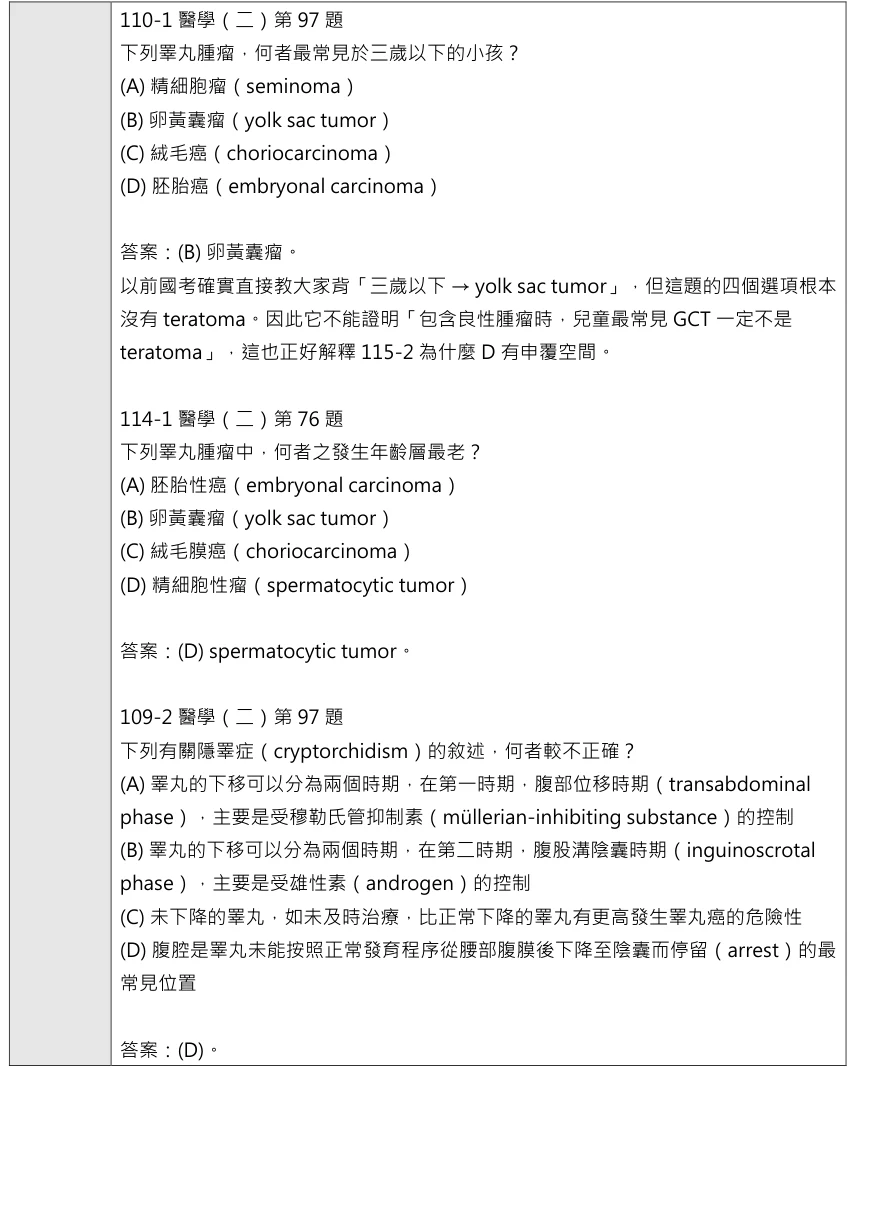 110-1 醫學（二）第 97 題
下列睪丸腫瘤，何者最常見於三歲以下的小孩？
(A) 精細胞瘤（seminoma）
(B) 卵黃囊瘤（yolk sac tumor）
(C) 絨毛癌（choriocarcinoma）
(D) 胚胎癌（embryonal carcinoma）
答案：(B) 卵黃囊瘤。
以前國考確實直接教大家背「三歲以下 → yolk sac tumor」，但這題的四個選項根本
沒有 teratoma。因此它不能證明「包含良性腫瘤時，兒童最常見 GCT 一定不是
teratoma」，這也正好解釋 115-2 為什麼 D 有申覆空間。
114-1 醫學（二）第 76 題
下列睪丸腫瘤中，何者之發生年齡層最老？
(A) 胚胎性癌（embryonal carcinoma）
(B) 卵黃囊瘤（yolk sac tumor）
(C) 絨毛膜癌（choriocarcinoma）
(D) 精細胞性瘤（spermatocytic tumor）
答案：(D) spermatocytic tumor。
109-2 醫學（二）第 97 題
下列有關隱睪症（cryptorchidism）的敘述，何者較不正確？
(A) 睪丸的下移可以分為兩個時期，在第一時期，腹部位移時期（transabdominal
phase），主要是受穆勒氏管抑制素（müllerian-inhibiting substance）的控制
(B) 睪丸的下移可以分為兩個時期，在第二時期，腹股溝陰囊時期（inguinoscrotal
phase），主要是受雄性素（androgen）的控制
(C) 未下降的睪丸，如未及時治療，比正常下降的睪丸有更高發生睪丸癌的危險性
(D) 腹腔是睪丸未能按照正常發育程序從腰部腹膜後下降至陰囊而停留（arrest）的最
常見位置
答案：(D)。